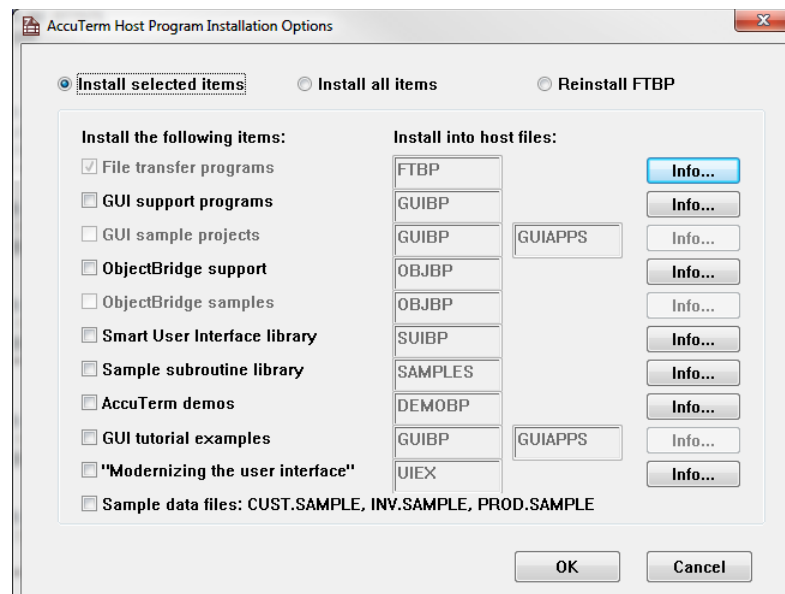 AccuTerm Host Program Installation Options
Install selected items Install all items Reinstall FTBP
Install the following items: Install into host files:
File transfer programs FTBP Info...
GUI support programs GUIBP Info...
GUI sample projects GUIBP GUIAPPS Info...
ObjectBridge support OBJBP Info...
ObjectBridge samples OBJBP Info...
Smart User Interface library SUIBP Info...
Sample subroutine library SAMPLES Info...
AccuTerm demos DEMOBP Info...
GUI tutorial examples GUIBP GUIAPPS Info...
"Modernizing the user interface" UIEX Info...
Sample data files: CUST.SAMPLE, INV.SAMPLE, PROD.SAMPLE
OK Cancel